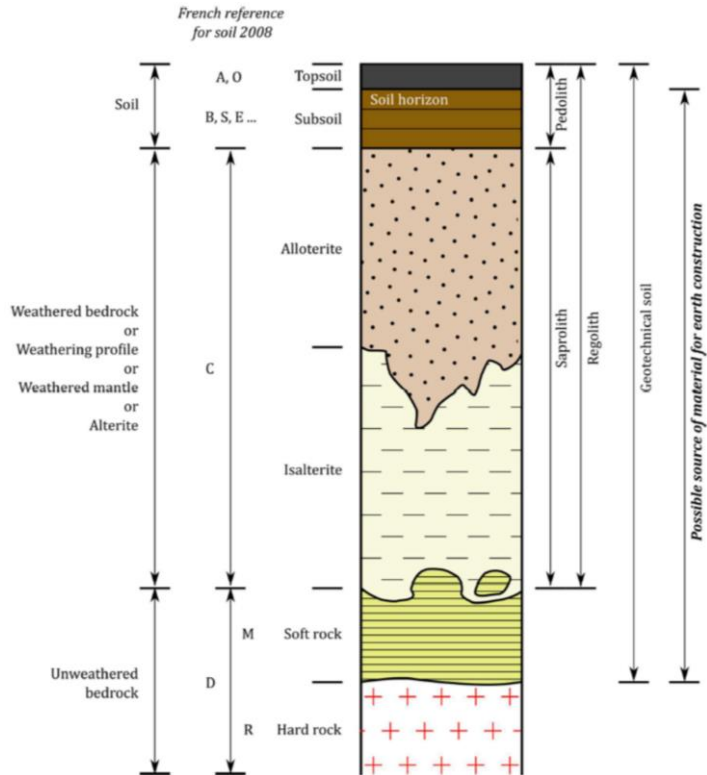 French reference
for soil 2008
Soil
A, O
Topsoil
B, S, E ...
Subsoil
Soil horizon
Pedolith
Alloterite
Weathered bedrock
or
Weathering profile
or
Weathered mantle
or
Alterite
C
Isalterite
Saprolith
Regolith
Geotechnical soil
Possible source of material for earth construction
M
Soft rock
Unweathered
bedrock
D
R
Hard rock